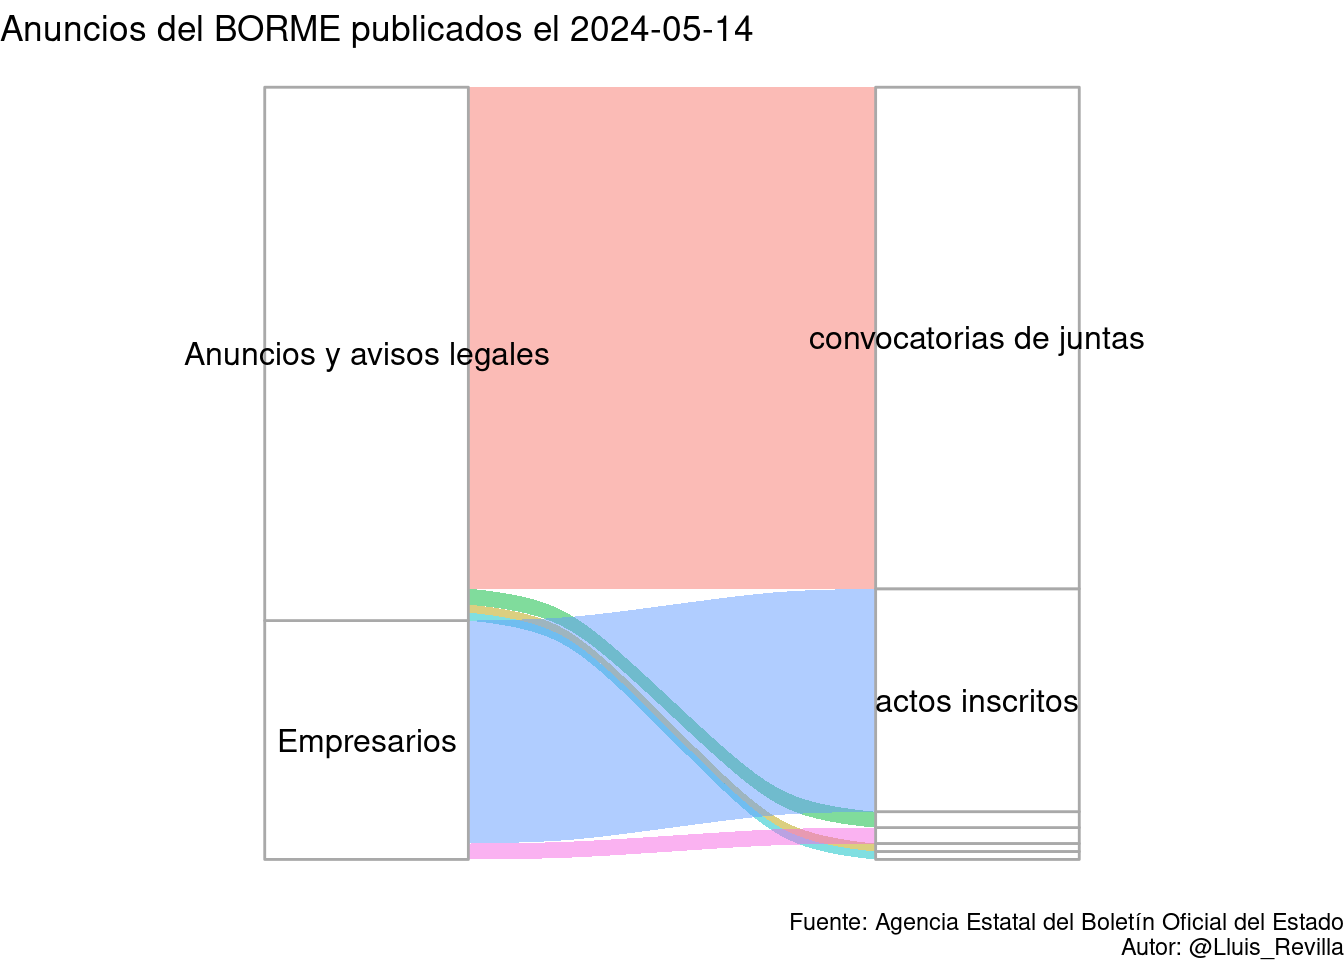 Anuncios del BORME publicados el 2024-05-14
convocatorias de juntas
Anuncios y avisos legales
actos inscritos
Empresarios
Fuente: Agencia Estatal del Boletín Oficial del Estado
Autor: @Lluis_Revilla